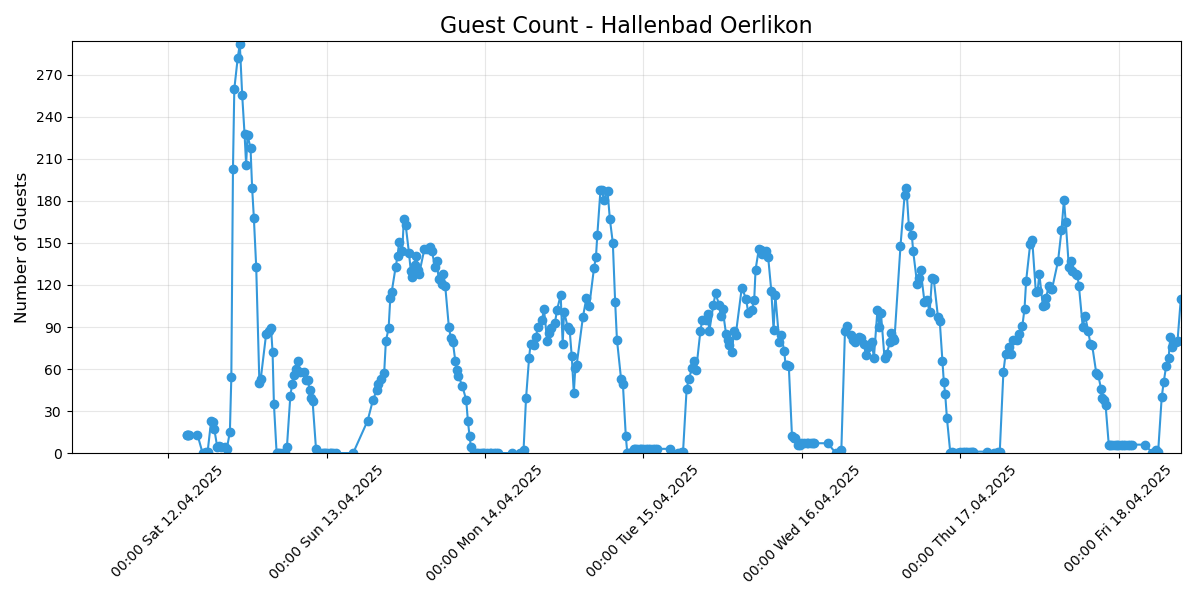 Guest Count - Hallenbad Oerlikon
Number of Guests
270
240
210
180
150
120
90
60
30
0
00:00 Sat 12.04.2025
00:00 Sun 13.04.2025
00:00 Mon 14.04.2025
00:00 Tue 15.04.2025
00:00 Wed 16.04.2025
00:00 Thu 17.04.2025
00:00 Fri 18.04.2025